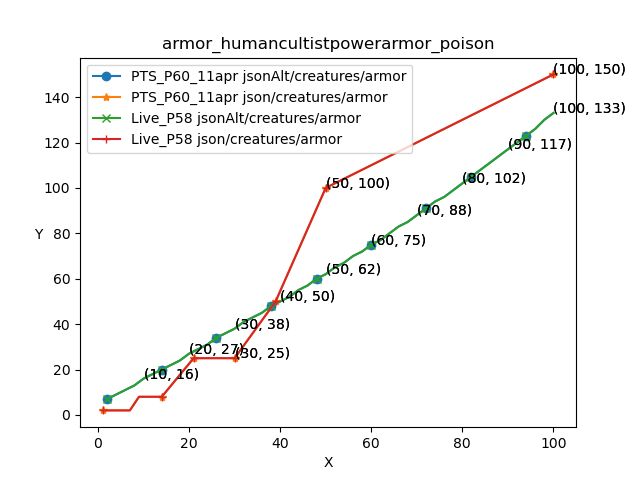 armor_humancultistpowerarmor_poison
PTS_P60_11apr jsonAlt/creatures/armor
PTS_P60_11apr json/creatures/armor
Live_P58 jsonAlt/creatures/armor
Live_P58 json/creatures/armor
(100, 150)
(100, 133)
(90, 117)
(80, 102)
(50, 100)
(70, 88)
(60, 75)
(50, 62)
(40, 50)
(30, 38)
(20, 27)
(30, 25)
(10, 16)
140
120
100
80
60
40
20
0
Y
0 20 40 60 80 100
X